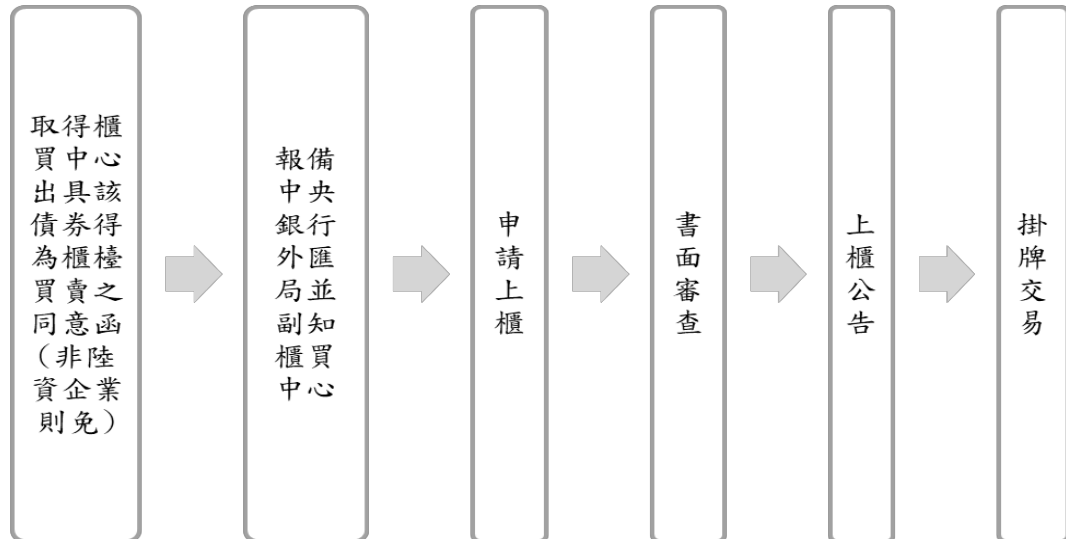 取得櫃
買中心
出具該
債券得
為櫃檯
買賣之
同意函
（非陸
資企業
則免）
報備
中央
銀行
外匯
局並
副知
櫃買
中心
申
請
上
櫃
書
面
審
查
上
櫃
公
告
掛
牌
交
易